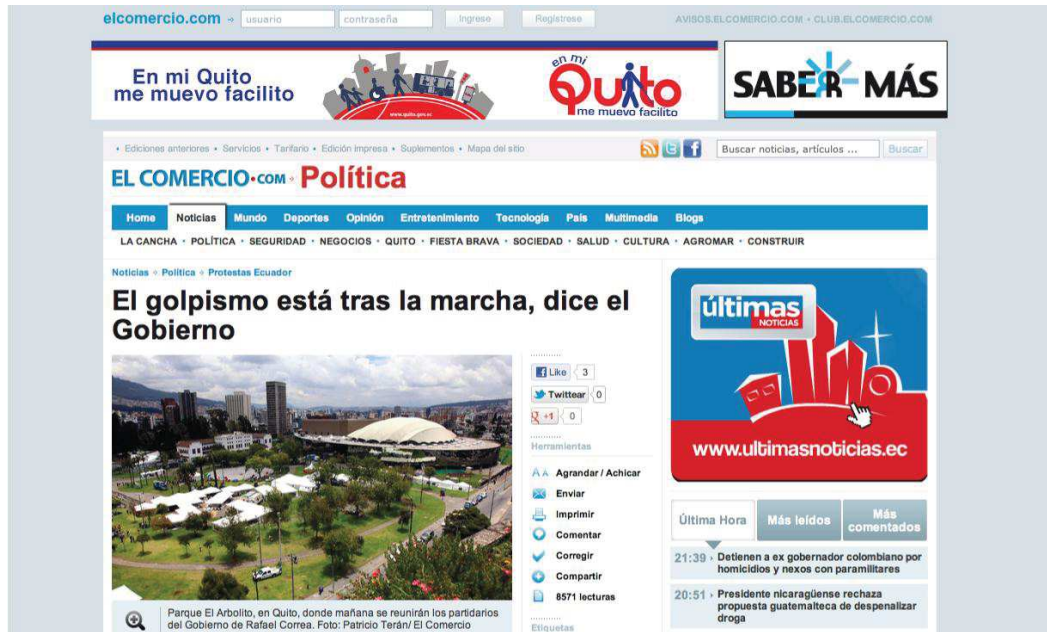 elcomercio.com
usuario
contraseña
Ingrese
Regístrese
AVISOS.ELCOMERCIO.COM • CLUB.ELCOMERCIO.COM
En mi Quito
me muevo facilito
www.quito.gov.ec
en mi
Quito
me muevo facilito
SABER MÁS
• Ediciones anteriores • Servicios • Tarifario • Edición impresa • Suplementos • Mapa del sitio
Buscar noticias, artículos ...
Buscar
EL COMERCIO•COM Política
Home Noticias Mundo Deportes Opinión Entretenimiento Tecnología País Multimedia Blogs
LA CANCHA • POLÍTICA • SEGURIDAD • NEGOCIOS • QUITO • FIESTA BRAVA • SOCIEDAD • SALUD • CULTURA • AGROMAR • CONSTRUIR
Noticias Política Protestas Ecuador
El golpismo está tras la marcha, dice el
Gobierno
Like 3
Twittear 0
+1 0
Herramientas
AA Agrandar / Achicar
Enviar
Imprimir
Comentar
Corregir
Compartir
8571 lecturas
Etiquetas
Parque El Arbolito, en Quito, donde mañana se reunirán los partidarios
del Gobierno de Rafael Correa. Foto: Patricio Terán/ El Comercio
últimas
NOTICIAS
www.ultimasnoticias.ec
Última Hora
Más leídos
Más
comentados
21:39 › Detienen a ex gobernador colombiano por
homicidios y nexos con paramilitares
20:51 › Presidente nicaragüense rechaza
propuesta guatemalteca de despenalizar
droga